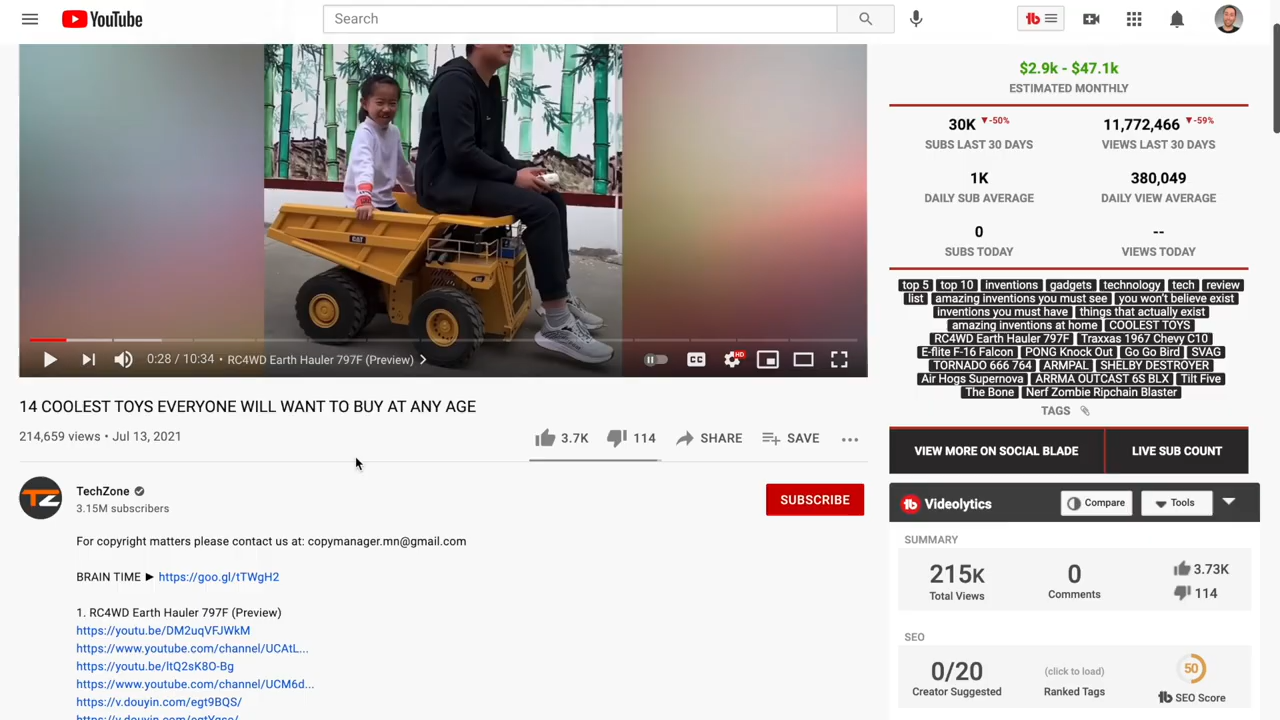 YouTube
Search
tb
$2.9k - $47.1k
ESTIMATED MONTHLY
30K ▼-50%
11,772,466 ▼-59%
SUBS LAST 30 DAYS
VIEWS LAST 30 DAYS
1K
380,049
DAILY SUB AVERAGE
DAILY VIEW AVERAGE
0
--
SUBS TODAY
VIEWS TODAY
top 5 top 10 inventions gadgets technology tech review
list amazing inventions you must see you won't believe exist
inventions you must have things that actually exist
amazing inventions at home COOLEST TOYS
RC4WD Earth Hauler 797F Traxxas 1967 Chevy C10
E-flite F-16 Falcon PONG Knock Out Go Go Bird SVAG
TORNADO 666 764 ARMPAL SHELBY DESTROYER
Air Hogs Supernova ARRMA OUTCAST 6S BLX Tilt Five
The Bone Nerf Zombie Ripchain Blaster
TAGS
CAT
0:28 / 10:34 • RC4WD Earth Hauler 797F (Preview)
CC
HD
14 COOLEST TOYS EVERYONE WILL WANT TO BUY AT ANY AGE
214,659 views • Jul 13, 2021
3.7K
114
SHARE
SAVE
VIEW MORE ON SOCIAL BLADE
LIVE SUB COUNT
TZ
TechZone
3.15M subscribers
SUBSCRIBE
tb Videolytics
Compare
Tools
For copyright matters please contact us at: copymanager.mn@gmail.com
BRAIN TIME ► https://goo.gl/tTWgH2
1. RC4WD Earth Hauler 797F (Preview)
https://youtu.be/DM2uqVFJWkM
https://www.youtube.com/channel/UCAtL...
https://youtu.be/ltQ2sK8O-Bg
https://www.youtube.com/channel/UCM6d...
https://v.douyin.com/egt9BQS/
https://v.douyin.com/egtYgse/
SUMMARY
215K
0
3.73K
Total Views
Comments
114
SEO
0/20
(click to load)
50
Creator Suggested
Ranked Tags
tb SEO Score